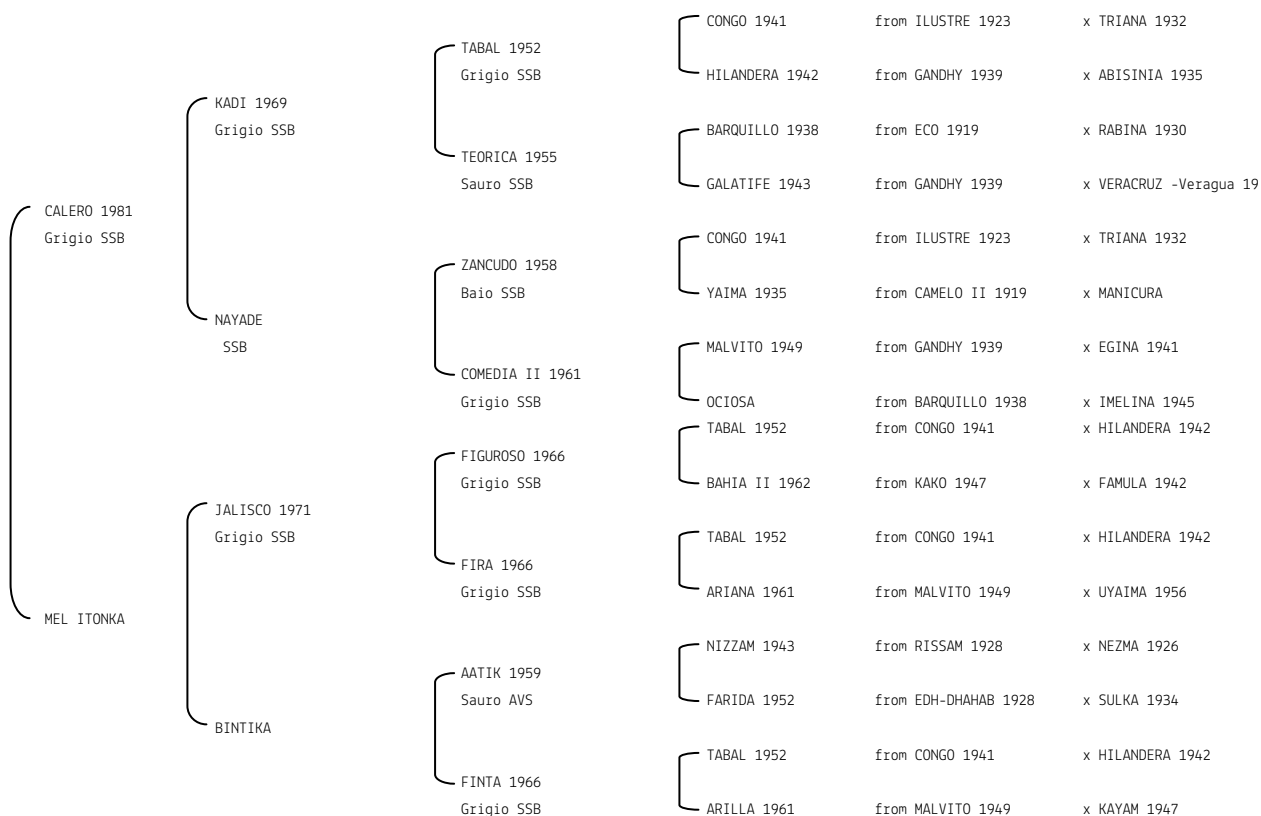 CONGO 1941 from ILUSTRE 1923 x TRIANA 1932
TABAL 1952
Grigio SSB HILANDERA 1942 from GANDHY 1939 x ABISINIA 1935
KADI 1969
Grigio SSB BARQUILLO 1938 from ECO 1919 x RABINA 1930
TEORICA 1955
Sauro SSB GALATIFE 1943 from GANDHY 1939 x VERACRUZ -Veragua 19
CALERO 1981
Grigio SSB CONGO 1941 from ILUSTRE 1923 x TRIANA 1932
ZANCUDO 1958
Baio SSB YAIMA 1935 from CAMELO II 1919 x MANICURA
NAYADE
SSB MALVITO 1949 from GANDHY 1939 x EGINA 1941
COMEDIA II 1961
Grigio SSB OCIOSA from BARQUILLO 1938 x IMELINA 1945
TABAL 1952 from CONGO 1941 x HILANDERA 1942
FIGUROSO 1966
Grigio SSB BAHIA II 1962 from KAKO 1947 x FAMULA 1942
JALISCO 1971
Grigio SSB TABAL 1952 from CONGO 1941 x HILANDERA 1942
FIRA 1966
Grigio SSB ARIANA 1961 from MALVITO 1949 x UYAIMA 1956
MEL ITONKA
NIZZAM 1943 from RISSAM 1928 x NEZMA 1926
AATIK 1959
Sauro AVS FARIDA 1952 from EDH-DHAHAB 1928 x SULKA 1934
BINTIKA
TABAL 1952 from CONGO 1941 x HILANDERA 1942
FINTA 1966
Grigio SSB ARILLA 1961 from MALVITO 1949 x KAYAM 1947